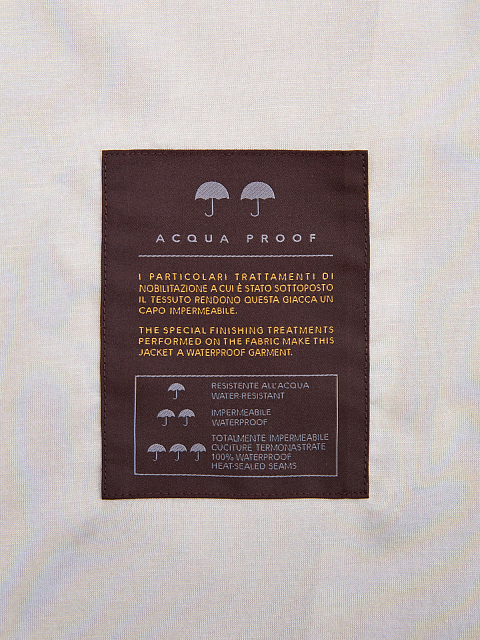 ACQUA PROOF
I PARTICOLARI TRATTAMENTI DI
NOBILITAZIONE A CUI È STATO SOTTOPOSTO
IL TESSUTO RENDONO QUESTA GIACCA UN
CAPO IMPERMEABILE.
THE SPECIAL FINISHING TREATMENTS
PERFORMED ON THE FABRIC MAKE THIS
JACKET A WATERPROOF GARMENT.
RESISTENTE ALL'ACQUA
WATER-RESISTANT
IMPERMEABILE
WATERPROOF
TOTALMENTE IMPERMEABILE
CUCITURE TERMONASTRATE
100% WATERPROOF
HEAT-SEALED SEAMS